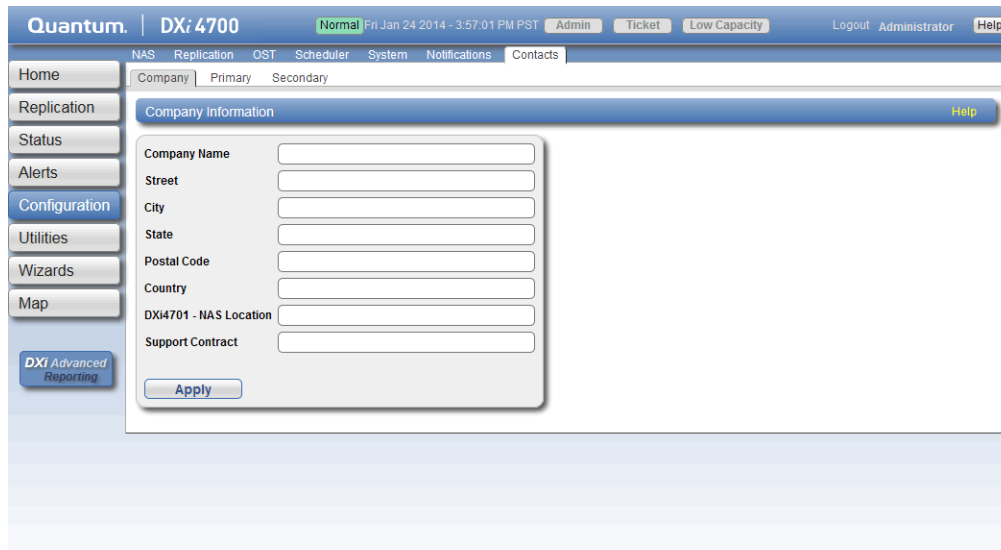 Quantum. | DXi 4700 Normal Fri Jan 24 2014 - 3:57:01 PM PST Admin Ticket Low Capacity Logout Administrator Help
NAS Replication OST Scheduler System Notifications Contacts
Company Primary Secondary
Home
Replication
Status
Alerts
Configuration
Utilities
Wizards
Map
DXi Advanced
Reporting
Company Information Help
Company Name
Street
City
State
Postal Code
Country
DXi4701 - NAS Location
Support Contract
Apply